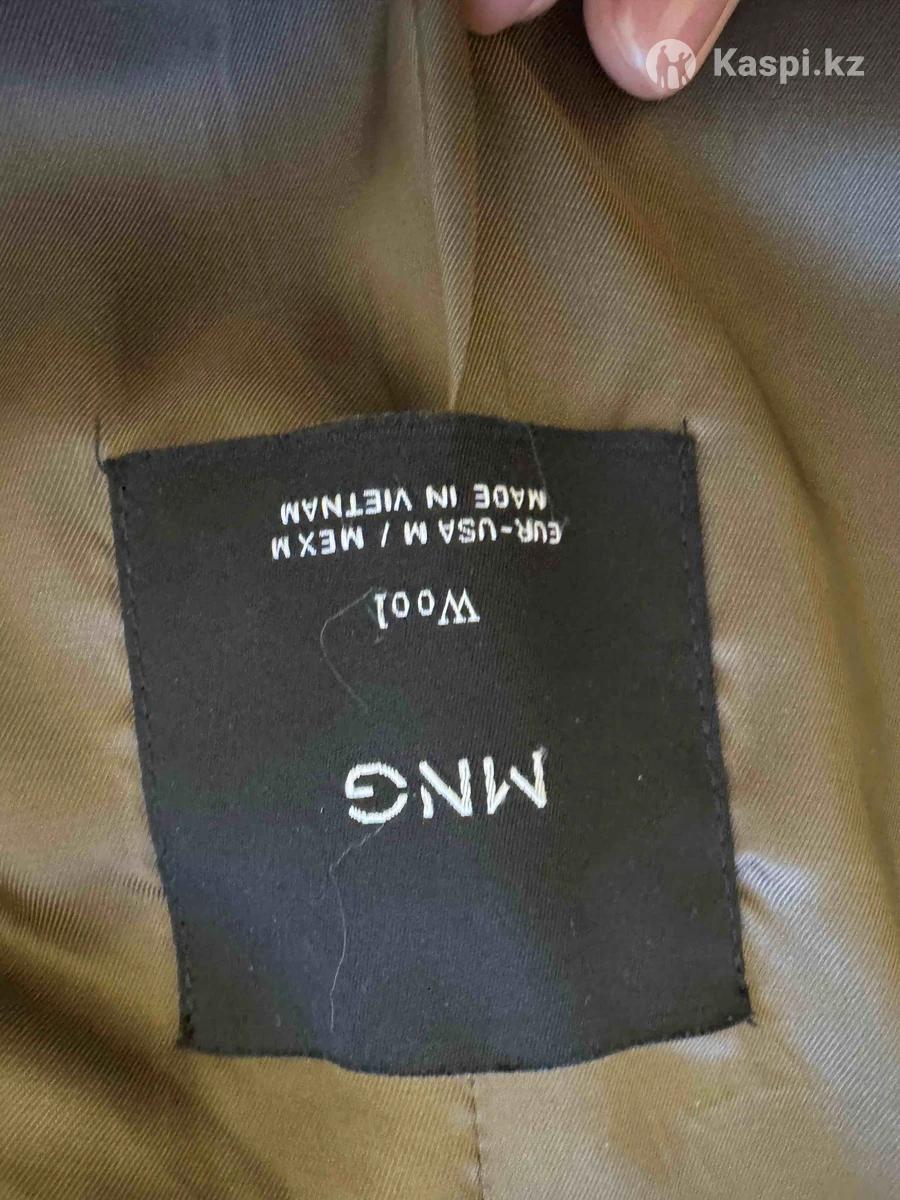 Kaspi.kz
MNG
Wool
EUR-USA M / MEX M
MADE IN VIETNAM